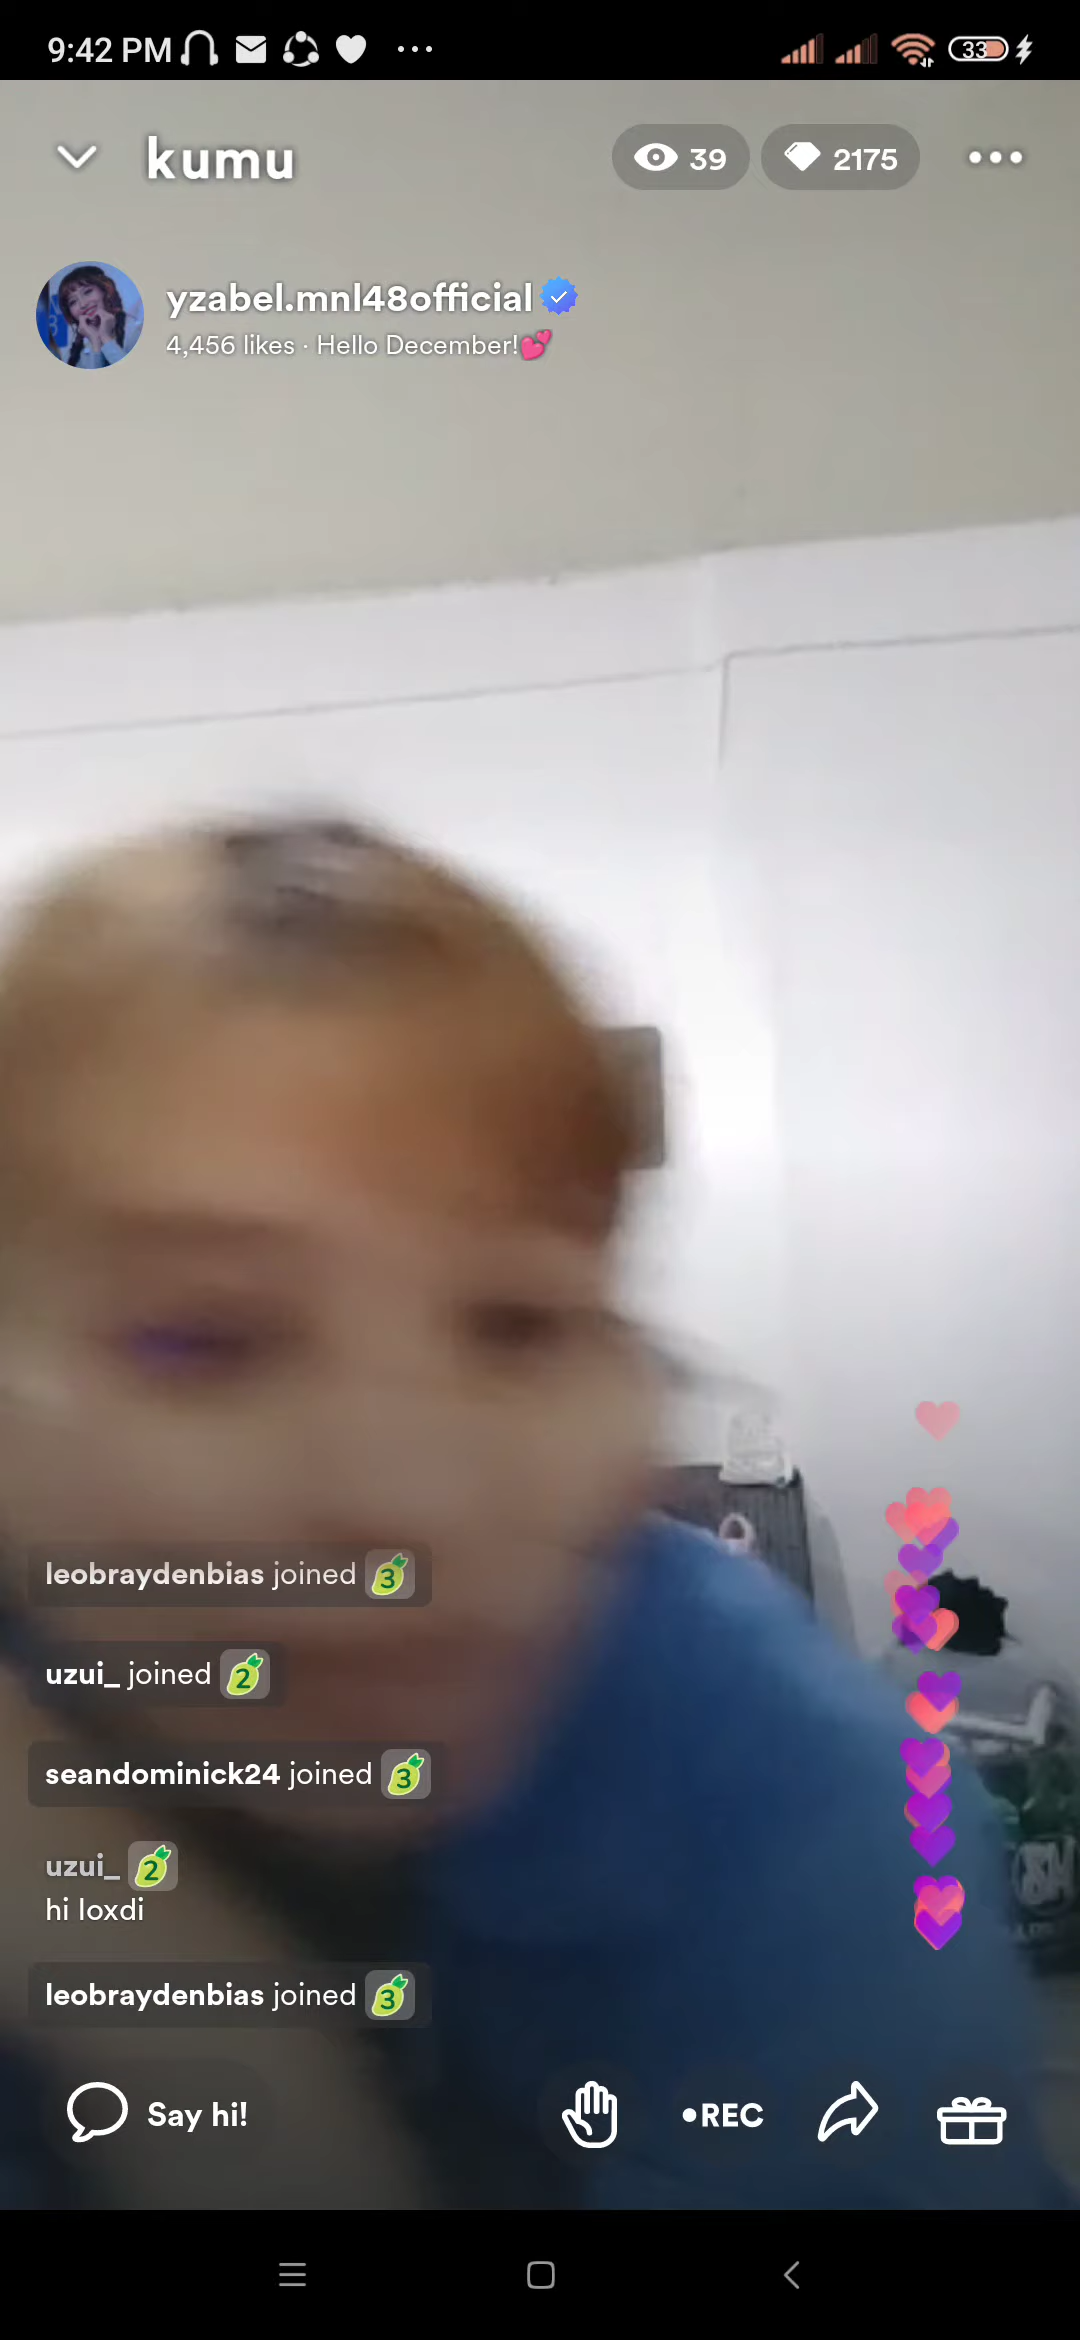 9:42 PM
33
kumu
39
2175
yzabel.mnl48official
4,456 likes · Hello December!💕
leobraydenbias joined 3
uzui_ joined 2
seandominick24 joined 3
uzui_ 2
hi loxdi
leobraydenbias joined 3
Say hi!
•REC